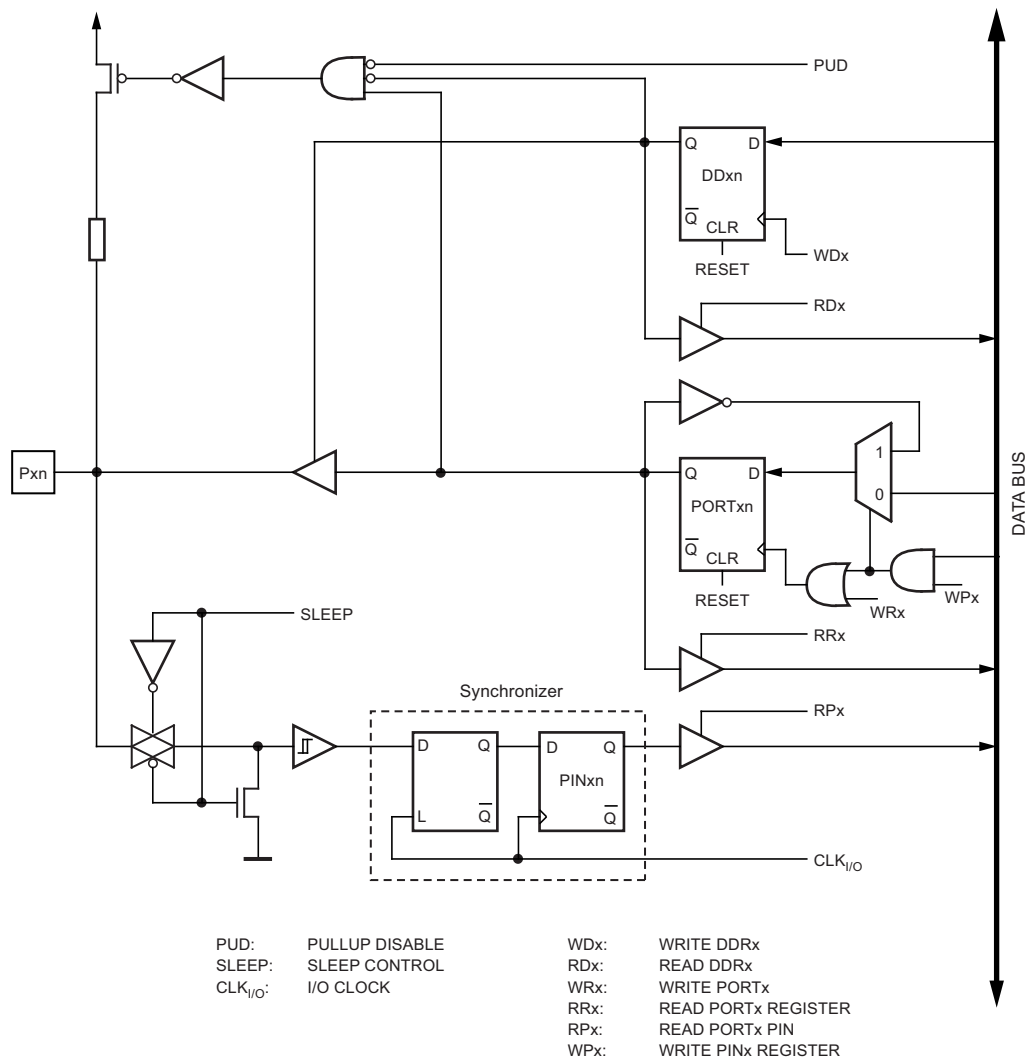 PUD
Q D
DDxn
Q
CLR
RESET
WDx
RDx
Pxn
1
0
Q D
PORTxn
Q
CLR
RESET
WRx
WPx
DATA BUS
SLEEP
RRx
Synchronizer
RPx
D Q
L Q
D Q
PINxn
Q
CLK I/O
PUD: PULLUP DISABLE
SLEEP: SLEEP CONTROL
CLK I/O: I/O CLOCK
WDx: WRITE DDRx
RDx: READ DDRx
WRx: WRITE PORTx
RRx: READ PORTx REGISTER
RPx: READ PORTx PIN
WPx: WRITE PINx REGISTER